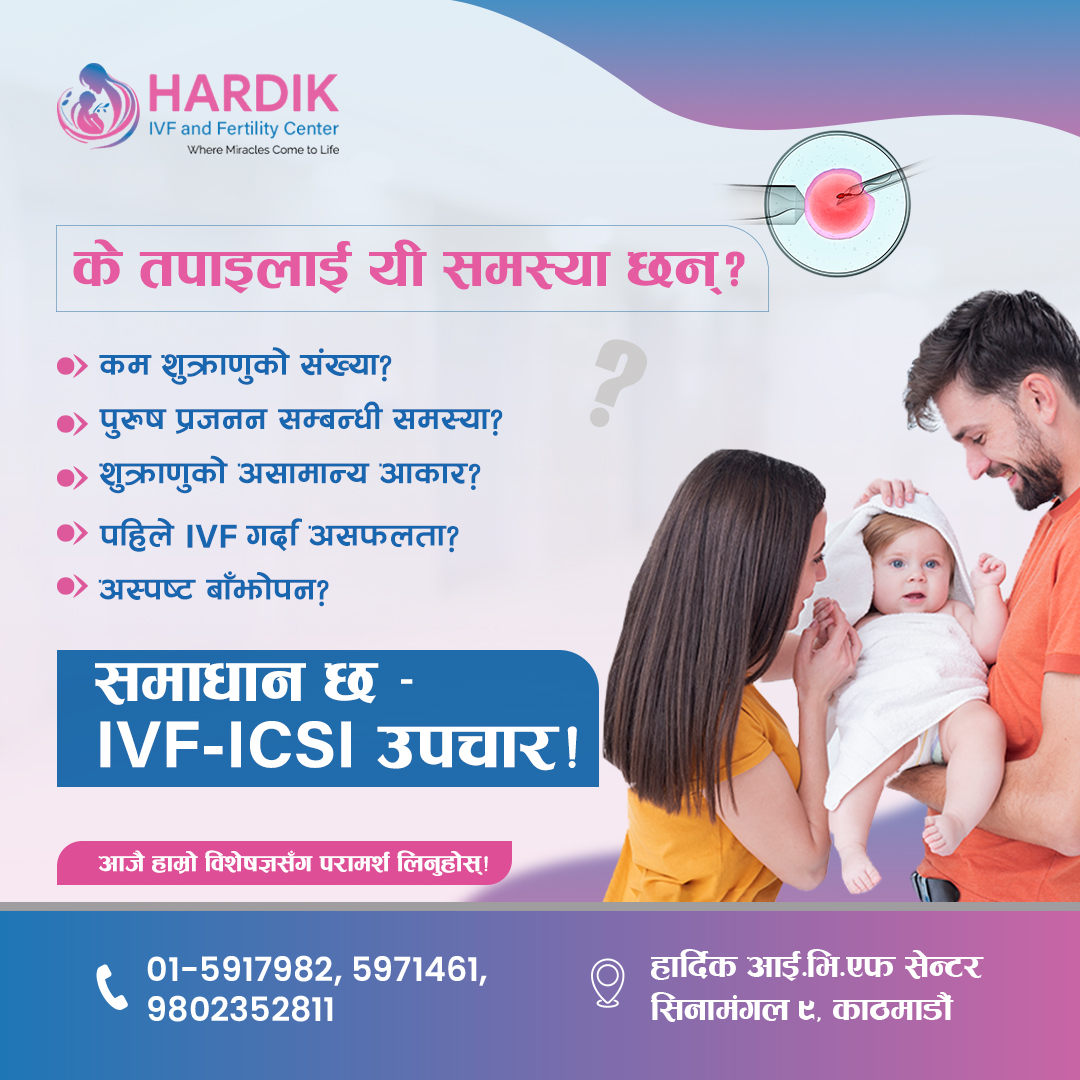 HARDIK
IVF and Fertility Center
Where Miracles Come to Life
के तपाइलाई यी समस्या छन्?
कम शुक्राणुको संख्या?
पुरूष प्रजनन सम्बन्धी समस्या?
शुक्राणुको असामान्य आकार?
पहिले IVF गर्दा असफलता?
अस्पष्ट बाँझोपन?
?
समाधान छ -
IVF-ICSI उपचार!
आजै हाम्रो विशेषज्ञसँग परामर्श लिनुहोस्!
01-5917982, 5971461,
9802352811
हार्दिक आई.भि.एफ सेन्टर
सिनामंगल ९, काठमाडौं